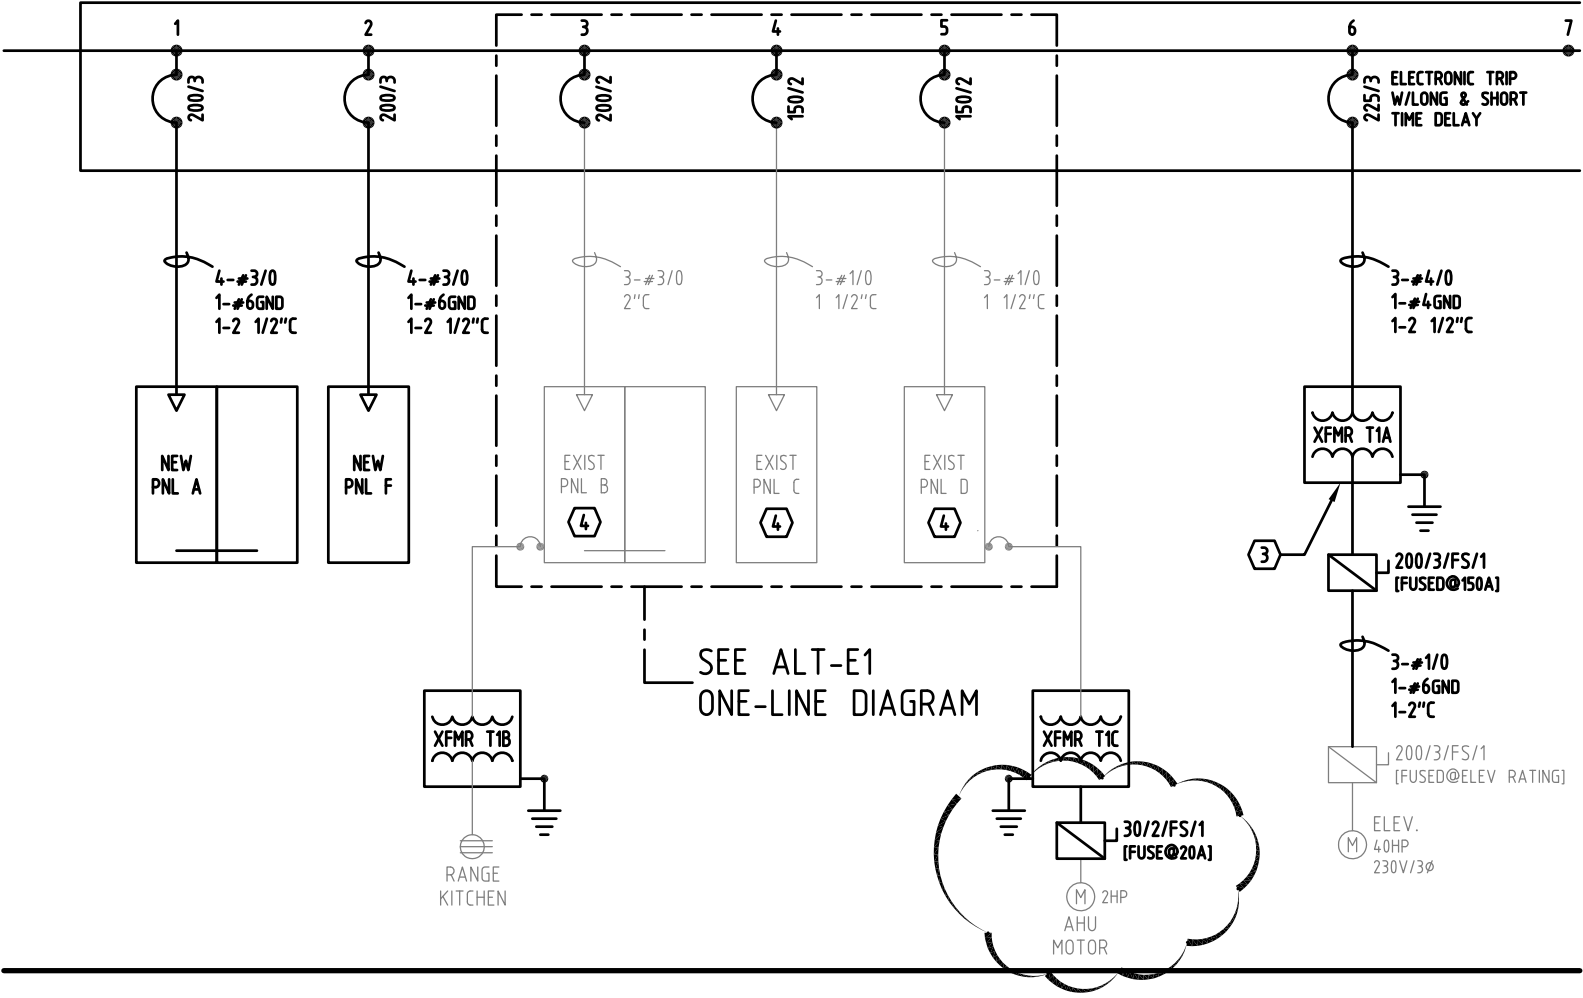 1
2
3
4
5
6
7
200/3
200/3
200/2
150/2
150/2
225/3
ELECTRONIC TRIP
W/LONG & SHORT
TIME DELAY
4-#3/0
1-#6GND
1-2 1/2"C
4-#3/0
1-#6GND
1-2 1/2"C
3-#3/0
2"C
3-#1/0
1 1/2"C
3-#1/0
1 1/2"C
3-#4/0
1-#4GND
1-2 1/2"C
NEW
PNL A
NEW
PNL F
EXIST
PNL B
4
EXIST
PNL C
4
EXIST
PNL D
4
XFMR T1A
3
200/3/FS/1
[FUSED@150A]
3-#1/0
1-#6GND
1-2"C
SEE ALT-E1
ONE-LINE DIAGRAM
XFMR T1B
RANGE
KITCHEN
XFMR T1C
30/2/FS/1
[FUSE@20A]
M 2HP
AHU
MOTOR
200/3/FS/1
[FUSED@ELEV RATING]
M
ELEV.
40HP
230V/3ø